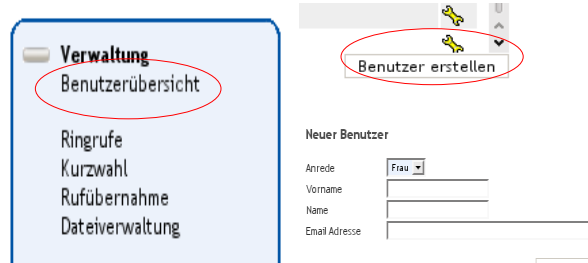 Verwaltung
Benutzerübersicht
Ringrufe
Kurzwahl
Rufübernahme
Dateiverwaltung
Benutzer erstellen
Neuer Benutzer
Anrede Frau
Vorname
Name
Email Adresse